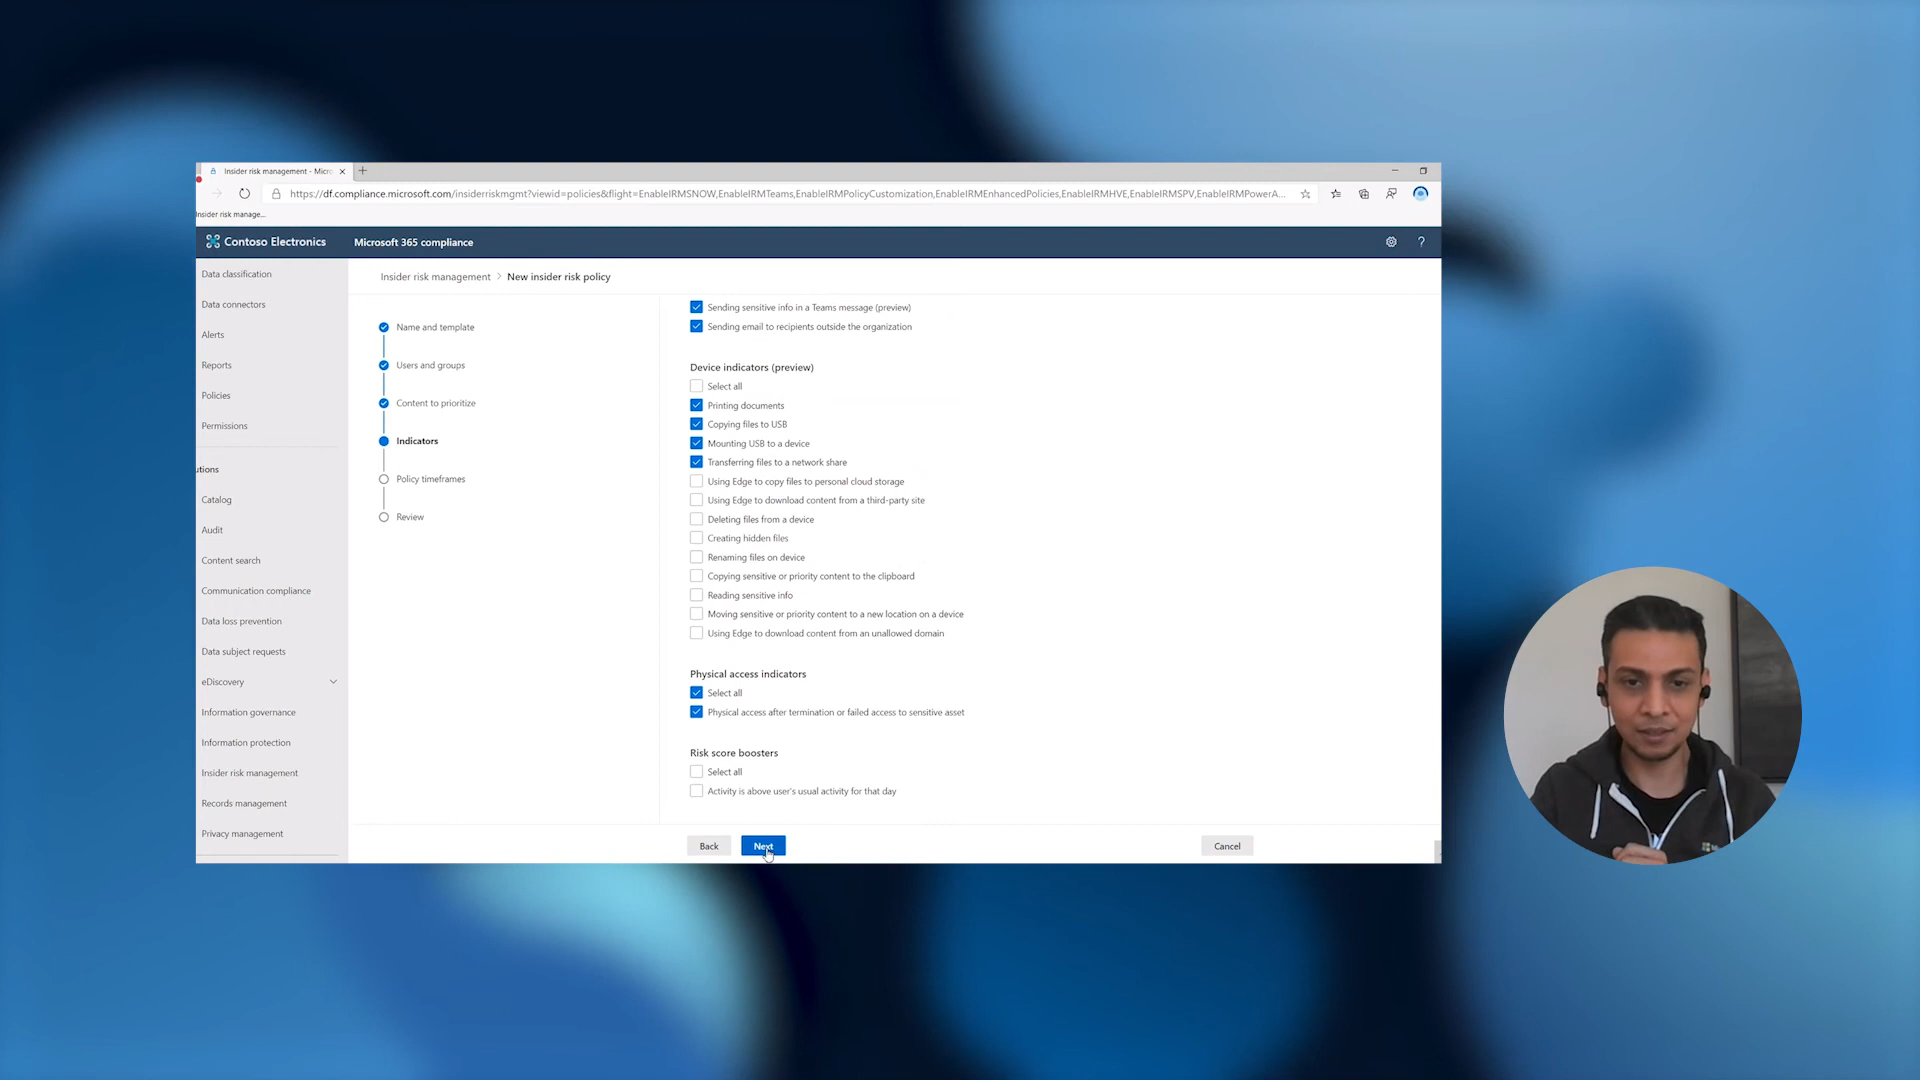 Insider risk management - Micro
https://df.compliance.microsoft.com/insiderriskmgmt?viewid=policies&flight=EnableIRMSNOW,EnableIRMTeams,EnableIRMPolicyCustomization,EnableIRMEnhancedPolicies,EnableIRMHVE,EnableIRMSPV,EnableIRMPowerA...
Insider risk manage...
Contoso Electronics
Microsoft 365 compliance
?
Data classification
Data connectors
Alerts
Reports
Policies
Permissions
utions
Catalog
Audit
Content search
Communication compliance
Data loss prevention
Data subject requests
eDiscovery
Information governance
Information protection
Insider risk management
Records management
Privacy management
Insider risk management > New insider risk policy
Name and template
Users and groups
Content to prioritize
Indicators
Policy timeframes
Review
Sending sensitive info in a Teams message (preview)
Sending email to recipients outside the organization
Device indicators (preview)
Select all
Printing documents
Copying files to USB
Mounting USB to a device
Transferring files to a network share
Using Edge to copy files to personal cloud storage
Using Edge to download content from a third-party site
Deleting files from a device
Creating hidden files
Renaming files on device
Copying sensitive or priority content to the clipboard
Reading sensitive info
Moving sensitive or priority content to a new location on a device
Using Edge to download content from an unallowed domain
Physical access indicators
Select all
Physical access after termination or failed access to sensitive asset
Risk score boosters
Select all
Activity is above user's usual activity for that day
Back
Next
Cancel